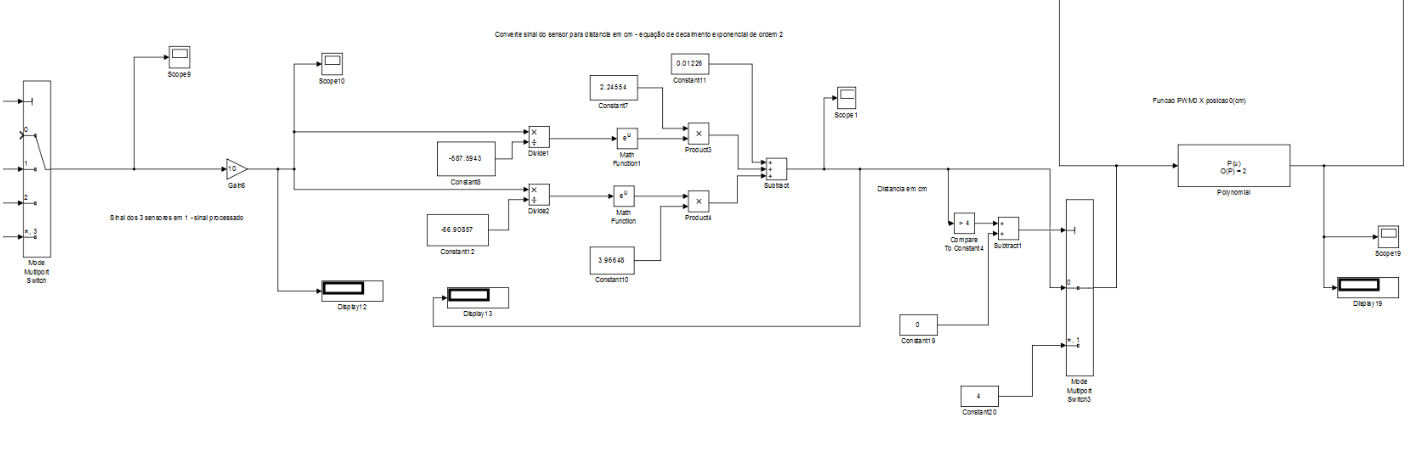 Converte sinal do sensor para distancia em cm - equação de decaimento exponencial de ordem 2
Scope9
Scope10
0.01226
Constant11
2.24554
Constant7
Scope1
Funcao PWM0 X posicao0(cm)
0
1
2
*, 3
Mode
Multiport
Switch
10
Gain6
×
÷
Divide1
-587.8943
Constant8
e^u
Math
Function1
×
Product3
+
+
+
Subtract
P(u)
O(P) = 2
Polynomial
Sinal dos 3 sensores em 1 - sinal processado
×
÷
Divide2
-66.90857
Constant12
e^u
Math
Function
×
Product4
3.96648
Constant10
Distancia em cm
> 4
Compare
To Constant4
+
+
Subtract1
Scope19
Display12
Display13
Display19
0
Constant19
0
*, 1
4
Constant20
Mode
Multiport
Switch3